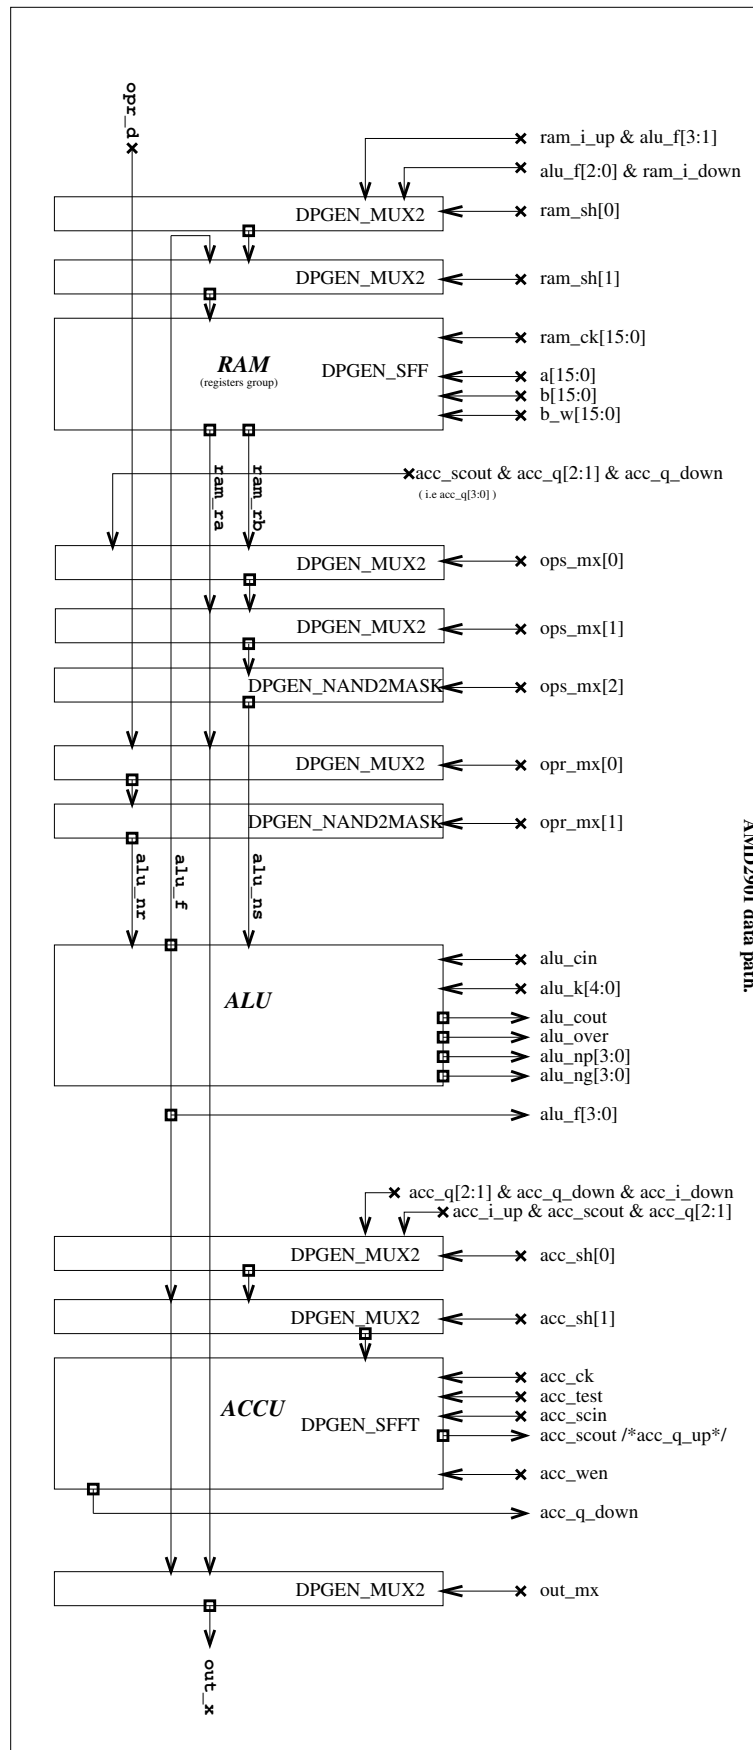 opr_d
ram_i_up & alu_f[3:1]
alu_f[2:0] & ram_i_down
DPGEN_MUX2
ram_sh[0]
DPGEN_MUX2
ram_sh[1]
RAM
(registers group)
DPGEN_SFF
ram_ck[15:0]
a[15:0]
b[15:0]
b_w[15:0]
ram_ra
ram_rb
acc_scout & acc_q[2:1] & acc_q_down
( i.e acc_q[3:0] )
DPGEN_MUX2
ops_mx[0]
DPGEN_MUX2
ops_mx[1]
DPGEN_NAND2MASK
ops_mx[2]
DPGEN_MUX2
opr_mx[0]
DPGEN_NAND2MASK
opr_mx[1]
alu_nr
alu_f
alu_ns
AMD2901 data path.
ALU
alu_cin
alu_k[4:0]
alu_cout
alu_over
alu_np[3:0]
alu_ng[3:0]
alu_f[3:0]
acc_q[2:1] & acc_q_down & acc_i_down
acc_i_up & acc_scout & acc_q[2:1]
DPGEN_MUX2
acc_sh[0]
DPGEN_MUX2
acc_sh[1]
ACCU
DPGEN_SFFT
acc_ck
acc_test
acc_scin
acc_scout /*acc_q_up*/
acc_wen
acc_q_down
DPGEN_MUX2
out_mx
out_x